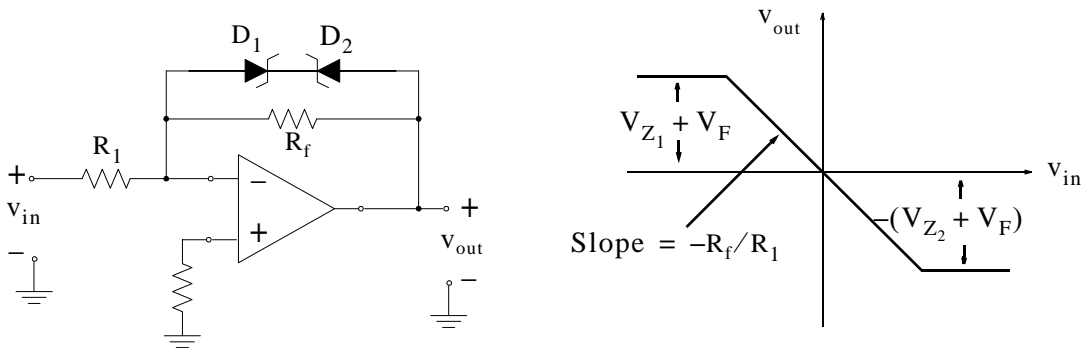 D1 D2
Rf
R1
+
vin
−
−
+
+
vout
−
vout
VZ1 + VF
vin
−(VZ2 + VF)
Slope = −Rf/R1